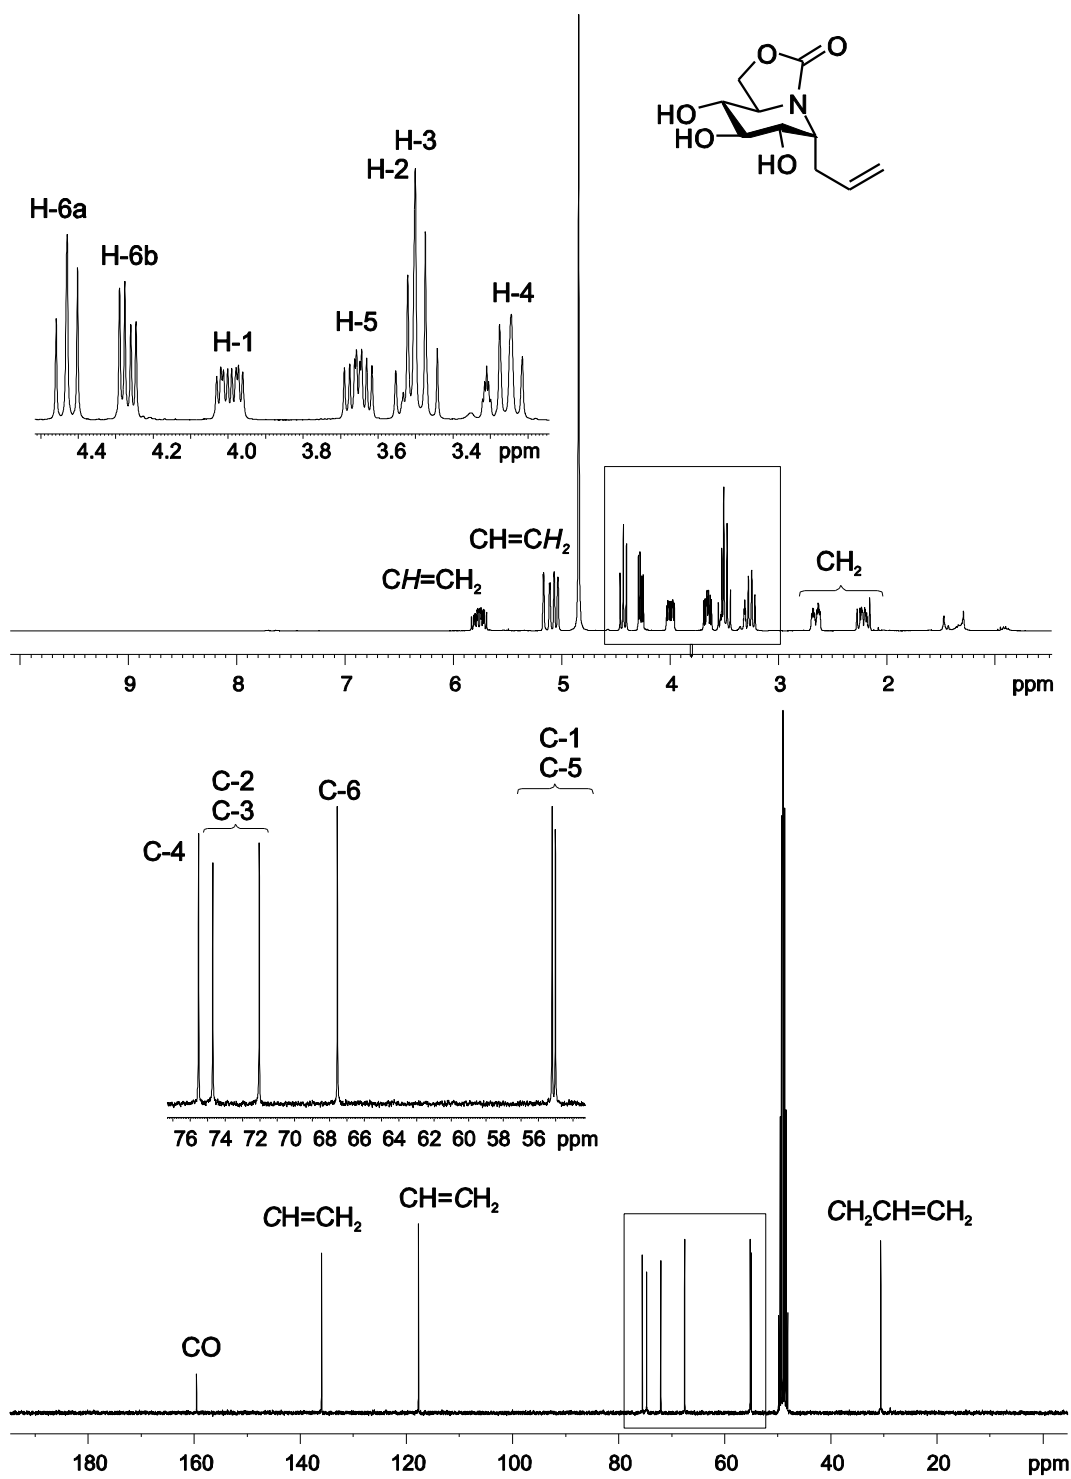 O
O
N
HO
HO
HO
H-3
H-2
H-6a
H-6b
H-4
H-5
H-1
4.4 4.2 4.0 3.8 3.6 3.4 ppm
CH=CH2
CH=CH2
CH2
9 8 7 6 5 4 3 2 ppm
C-1
C-5
C-2
C-3
C-6
C-4
76 74 72 70 68 66 64 62 60 58 56 ppm
CH=CH2
CH=CH2
CH2CH=CH2
CO
180 160 140 120 100 80 60 40 20 ppm